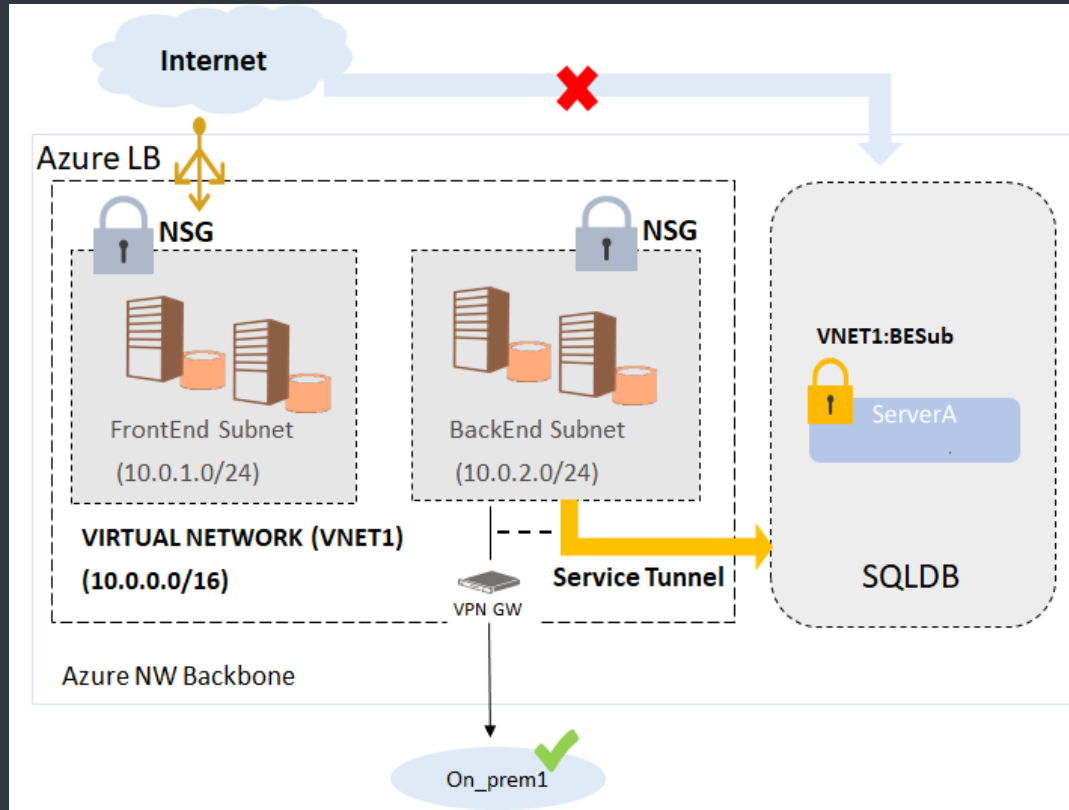 Internet
Azure LB
NSG
NSG
FrontEnd Subnet
(10.0.1.0/24)
BackEnd Subnet
(10.0.2.0/24)
VNET1:BESub
ServerA
VIRTUAL NETWORK (VNET1)
(10.0.0.0/16)
Service Tunnel
VPN GW
SQLDB
Azure NW Backbone
On_prem1